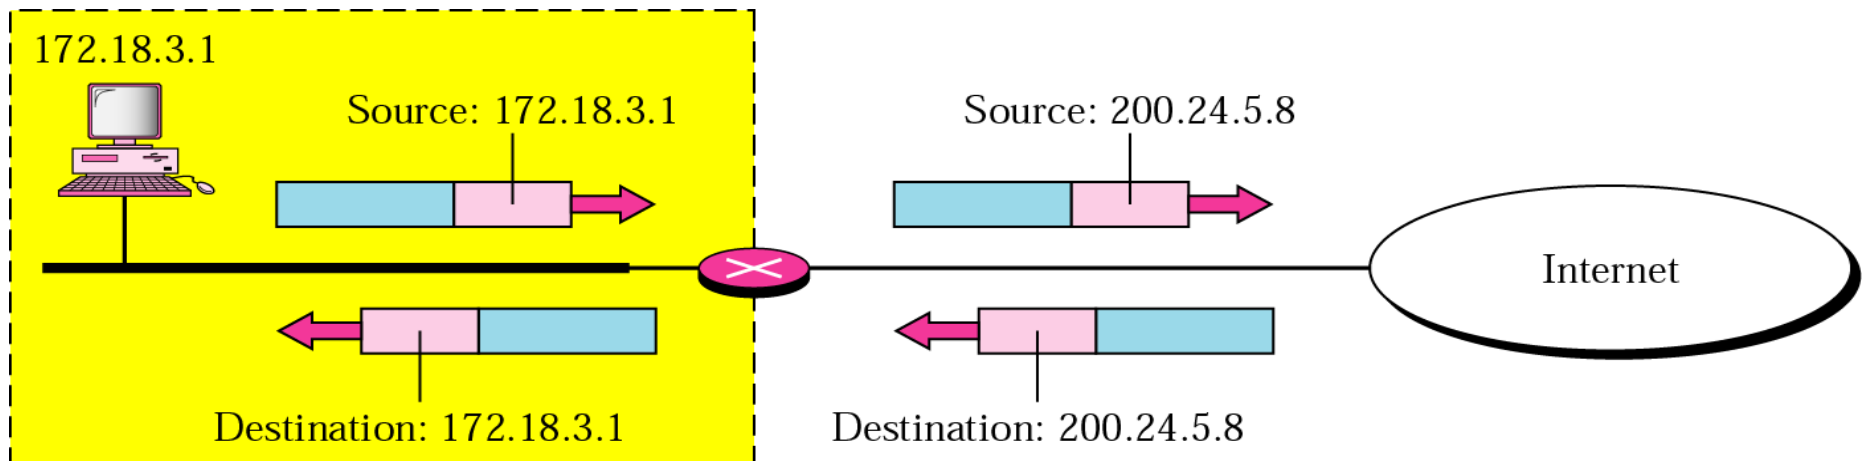 172.18.3.1
Source: 172.18.3.1
Source: 200.24.5.8
Internet
Destination: 172.18.3.1
Destination: 200.24.5.8